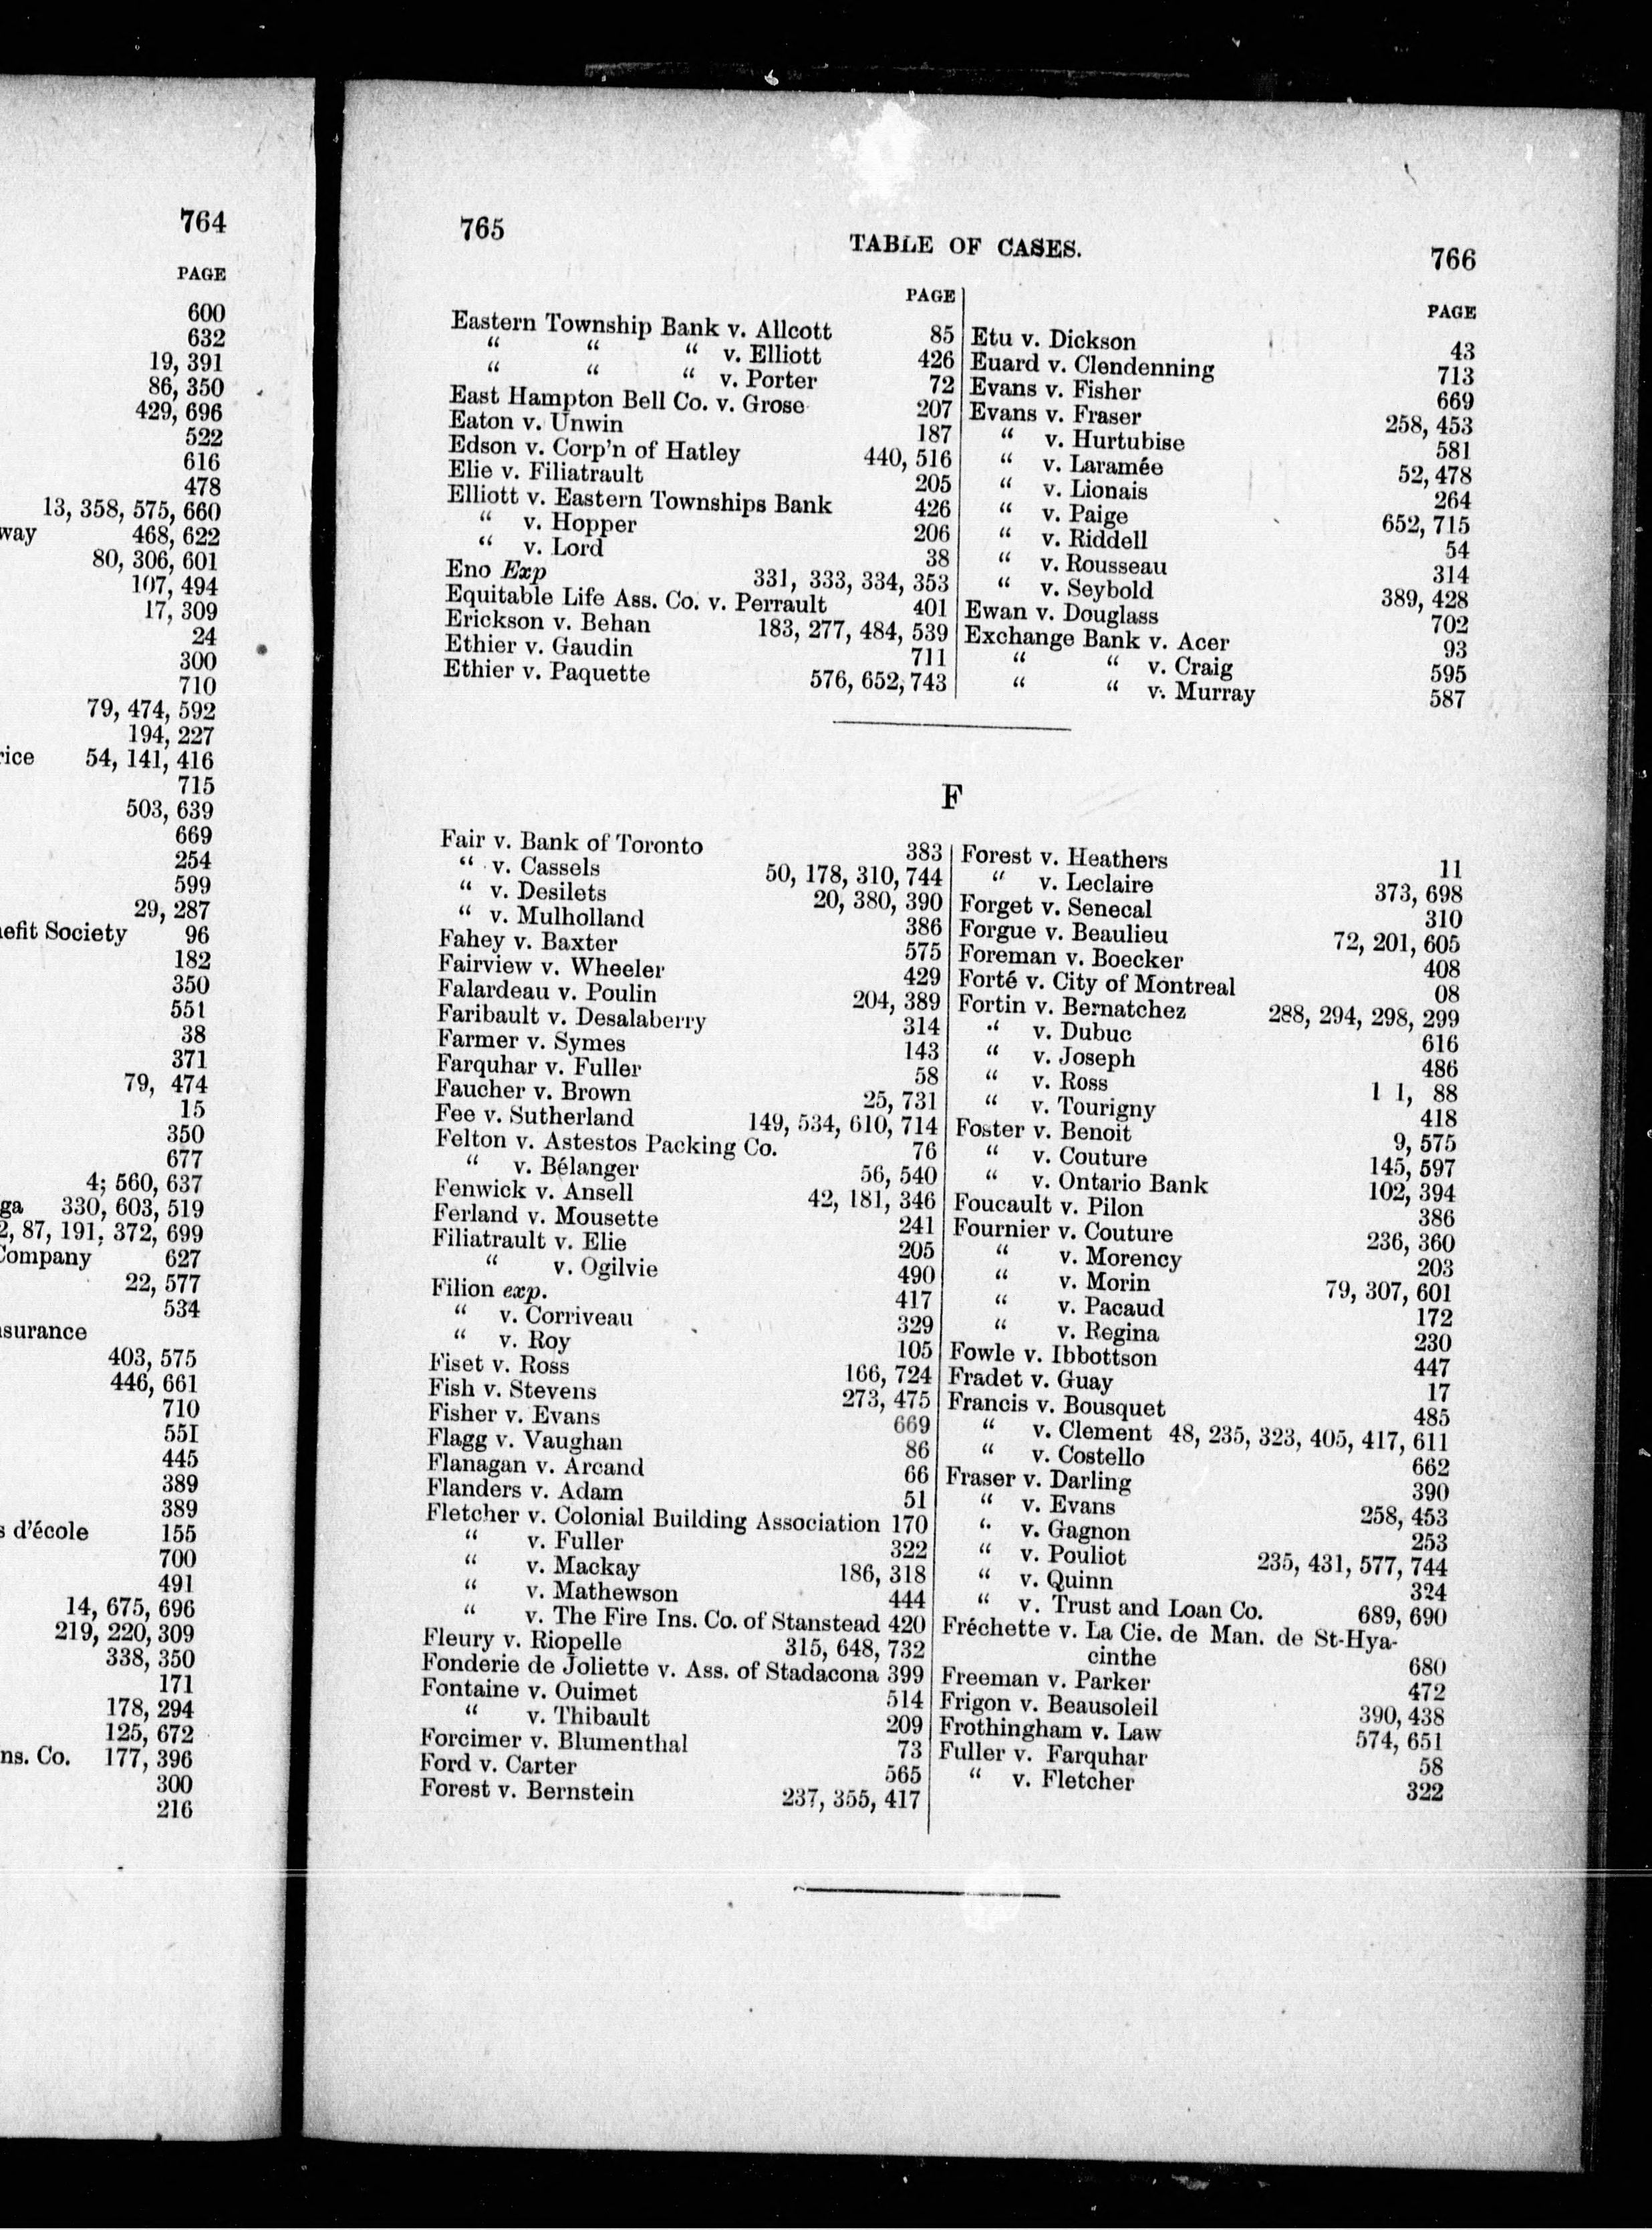 764
PAGE
600
632
19, 391
86, 350
429, 696
522
616
478
13, 358, 575, 660
way 468, 622
80, 306, 601
107, 494
17, 309
24
300
710
79, 474, 592
194, 227
rice 54, 141, 416
715
503, 639
669
254
599
29, 287
nefit Society 96
182
350
551
38
371
79, 474
15
350
677
4; 560, 637
ga 330, 603, 519
2, 87, 191, 372, 699
Company 627
22, 577
534
surance
403, 575
446, 661
710
551
445
389
389
s d'école 155
700
491
14, 675, 696
219, 220, 309
338, 350
171
178, 294
125, 672
ns. Co. 177, 396
300
216
765
TABLE OF CASES.
766
PAGE
Eastern Township Bank v. Allcott 85
" " " v. Elliott 426
" " " v. Porter 72
East Hampton Bell Co. v. Grose 207
Eaton v. Unwin 187
Edson v. Corp'n of Hatley 440, 516
Elie v. Filiatrault 205
Elliott v. Eastern Townships Bank 426
" v. Hopper 206
" v. Lord 38
Eno Exp 331, 333, 334, 353
Equitable Life Ass. Co. v. Perrault 401
Erickson v. Behan 183, 277, 484, 539
Ethier v. Gaudin 711
Ethier v. Paquette 576, 652, 743
PAGE
Etu v. Dickson 43
Euard v. Clendenning 713
Evans v. Fisher 669
Evans v. Fraser 258, 453
" v. Hurtubise 581
" v. Laramée 52, 478
" v. Lionais 264
" v. Paige 652, 715
" v. Riddell 54
" v. Rousseau 314
" v. Seybold 389, 428
Ewan v. Douglass 702
Exchange Bank v. Acer 93
" " v. Craig 595
" " v. Murray 587
F
Fair v. Bank of Toronto 383
" v. Cassels 50, 178, 310, 744
" v. Desilets 20, 380, 390
" v. Mulholland 386
Fahey v. Baxter 575
Fairview v. Wheeler 429
Falardeau v. Poulin 204, 389
Faribault v. Desalaberry 314
Farmer v. Symes 143
Farquhar v. Fuller 58
Faucher v. Brown 25, 731
Fee v. Sutherland 149, 534, 610, 714
Felton v. Astestos Packing Co. 76
" v. Bélanger 56, 540
Fenwick v. Ansell 42, 181, 346
Ferland v. Mousette 241
Filiatrault v. Elie 205
" v. Ogilvie 490
Filion exp. 417
" v. Corriveau 329
" v. Roy 105
Fiset v. Ross 166, 724
Fish v. Stevens 273, 475
Fisher v. Evans 669
Flagg v. Vaughan 86
Flanagan v. Arcand 66
Flanders v. Adam 51
Fletcher v. Colonial Building Association 170
" v. Fuller 322
" v. Mackay 186, 318
" v. Mathewson 444
" v. The Fire Ins. Co. of Stanstead 420
Fleury v. Riopelle 315, 648, 732
Fonderie de Joliette v. Ass. of Stadacona 399
Fontaine v. Ouimet 514
" v. Thibault 209
Forcimer v. Blumenthal 73
Ford v. Carter 565
Forest v. Bernstein 237, 355, 417
Forest v. Heathers 11
" v. Leclaire 373, 698
Forget v. Senecal 310
Forgue v. Beaulieu 72, 201, 605
Foreman v. Boecker 408
Forté v. City of Montreal 08
Fortin v. Bernatchez 288, 294, 298, 299
" v. Dubuc 616
" v. Joseph 486
" v. Ross 1 1, 88
" v. Tourigny 418
Foster v. Benoit 9, 575
" v. Couture 145, 597
" v. Ontario Bank 102, 394
Foucault v. Pilon 386
Fournier v. Couture 236, 360
" v. Morency 203
" v. Morin 79, 307, 601
" v. Pacaud 172
" v. Regina 230
Fowle v. Ibbottson 447
Fradet v. Guay 17
Francis v. Bousquet 485
" v. Clement 48, 235, 323, 405, 417, 611
" v. Costello 662
Fraser v. Darling 390
" v. Evans 258, 453
" v. Gagnon 253
" v. Pouliot 235, 431, 577, 744
" v. Quinn 324
" v. Trust and Loan Co. 689, 690
Fréchette v. La Cie. de Man. de St-Hya-
cinthe 680
Freeman v. Parker 472
Frigon v. Beausoleil 390, 438
Frothingham v. Law 574, 651
Fuller v. Farquhar 58
" v. Fletcher 322